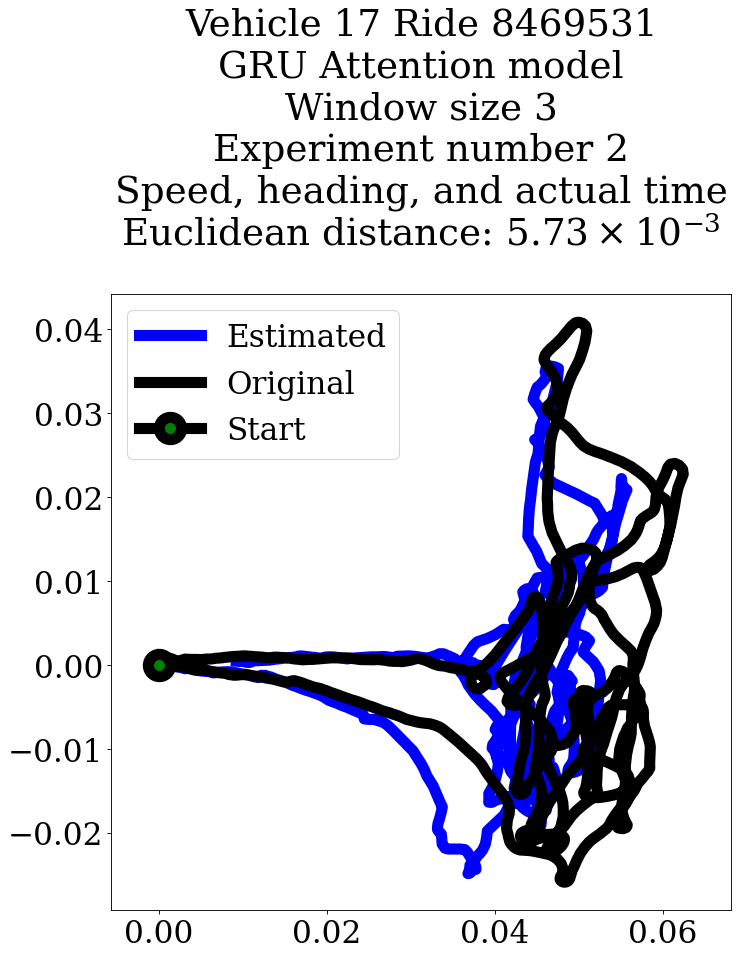 Vehicle 17 Ride 8469531
GRU Attention model
Window size 3
Experiment number 2
Speed, heading, and actual time
Euclidean distance: 5.73 × 10⁻³
Estimated
Original
Start
0.04
0.03
0.02
0.01
0.00
−0.01
−0.02
0.00 0.02 0.04 0.06